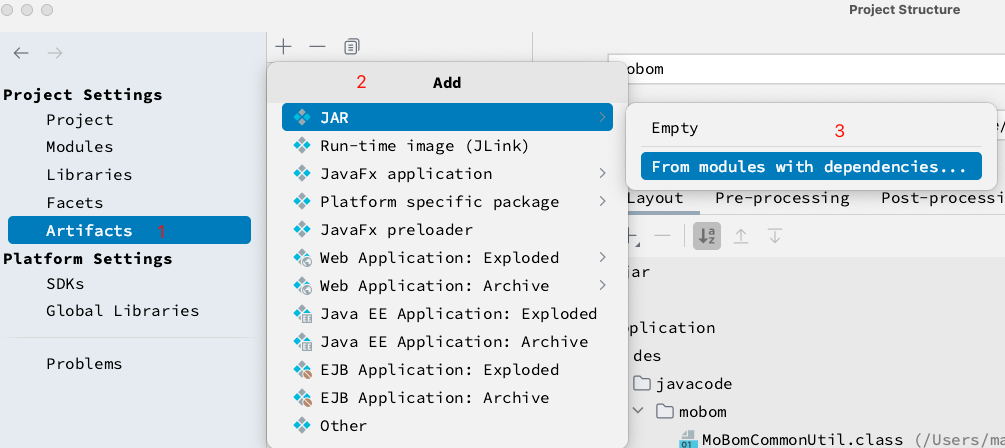 Project Structure
Project Settings
Project
Modules
Libraries
Facets
Artifacts 1
Platform Settings
SDKs
Global Libraries
Problems
2 Add
JAR
Run-time image (JLink)
JavaFx application
Platform specific package
JavaFx preloader
Web Application: Exploded
Web Application: Archive
Java EE Application: Exploded
Java EE Application: Archive
EJB Application: Exploded
EJB Application: Archive
Other
obom
Empty 3
From modules with dependencies...
Layout Pre-processing Post-processi
jar
plication
des
javacode
mobom
MoBomCommonUtil.class (/Users/ma